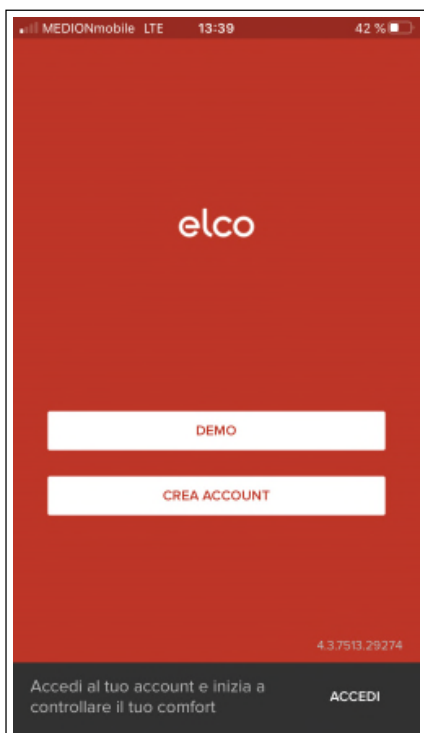 MEDIONmobile LTE 13:39 42 %
elco
DEMO
CREA ACCOUNT
4.3.7513.29274
Accedi al tuo account e inizia a
controllare il tuo comfort
ACCEDI